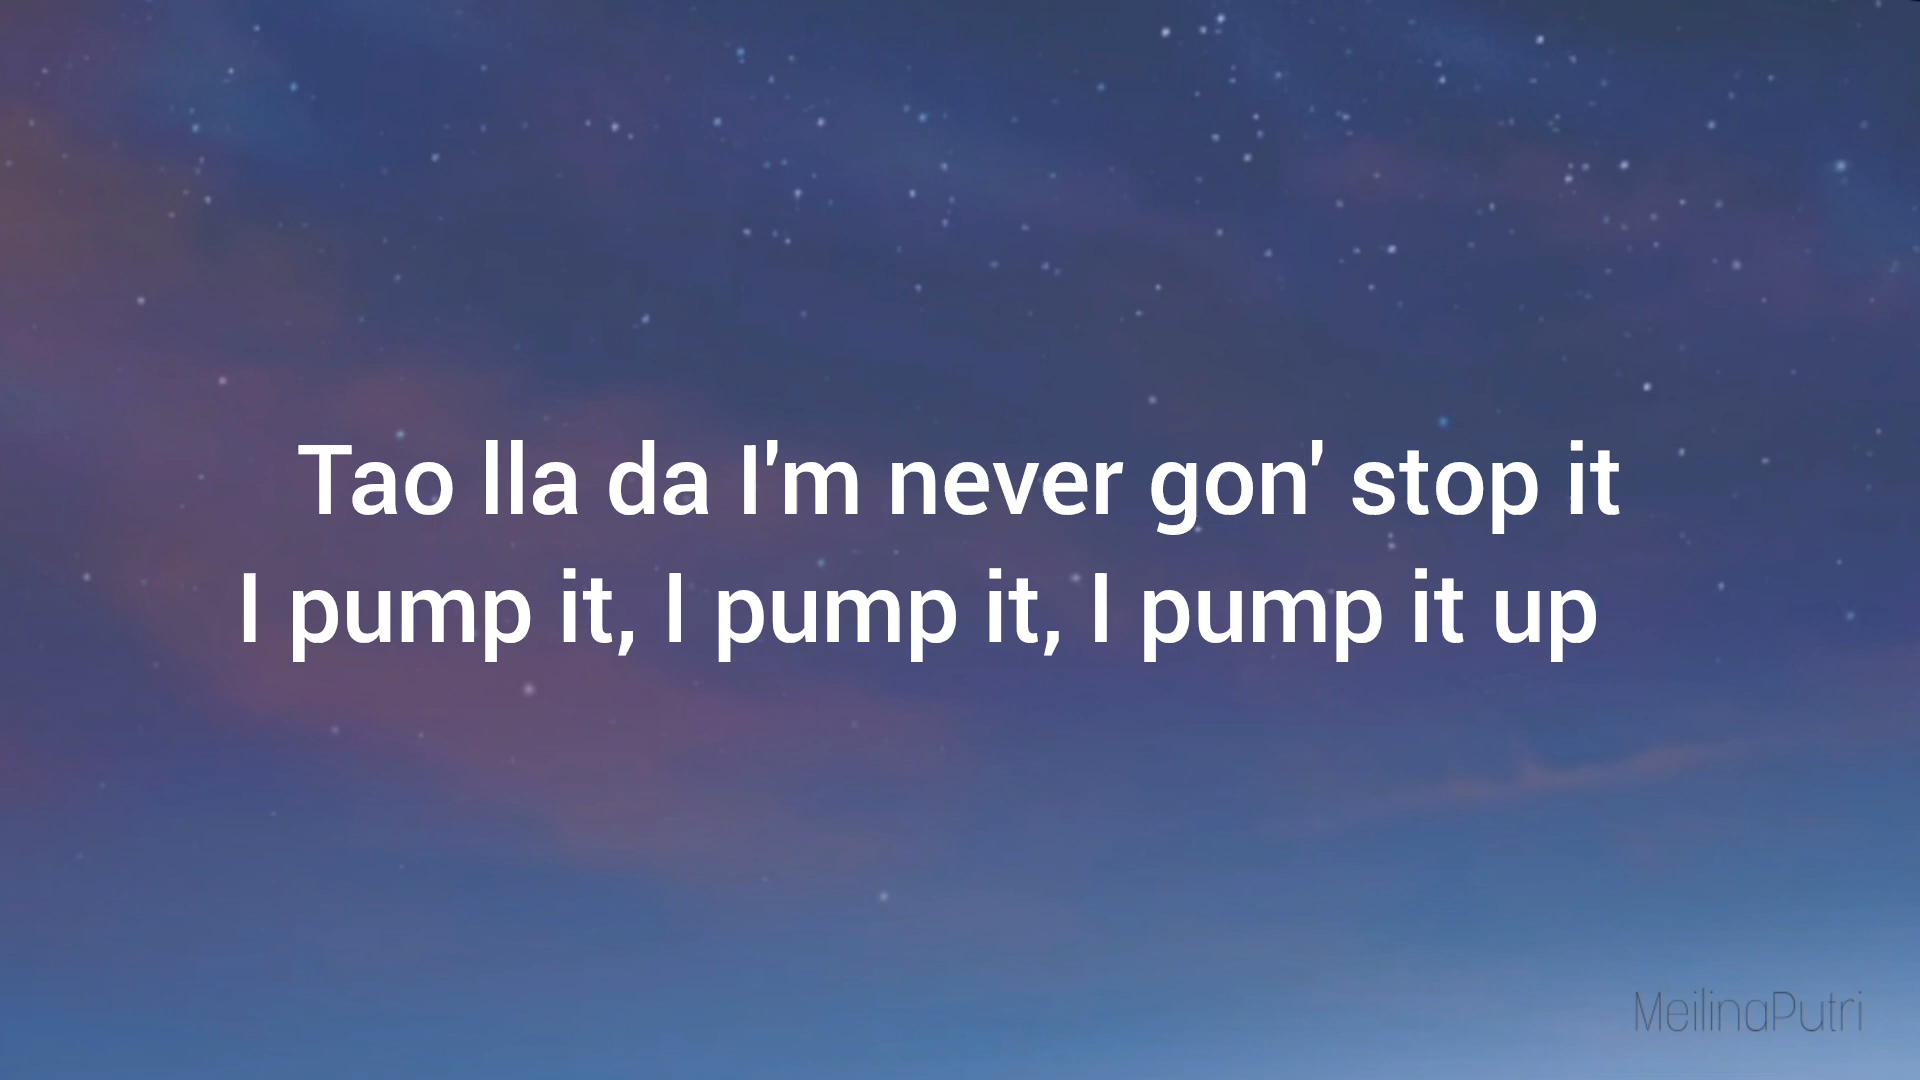 Tao lla da I'm never gon' stop it
I pump it, I pump it, I pump it up
MeilinaPutri